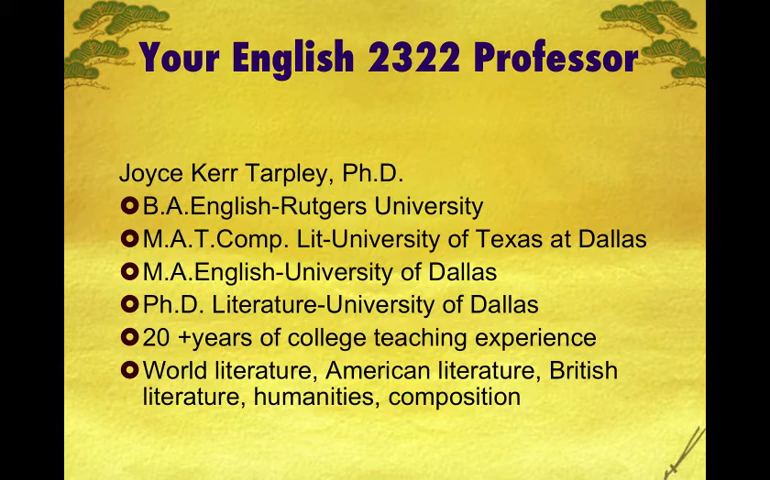 Your English 2322 Professor
Joyce Kerr Tarpley, Ph.D.
B.A.English-Rutgers University
M.A.T.Comp. Lit-University of Texas at Dallas
M.A.English-University of Dallas
Ph.D. Literature-University of Dallas
20 +years of college teaching experience
World literature, American literature, British
literature, humanities, composition